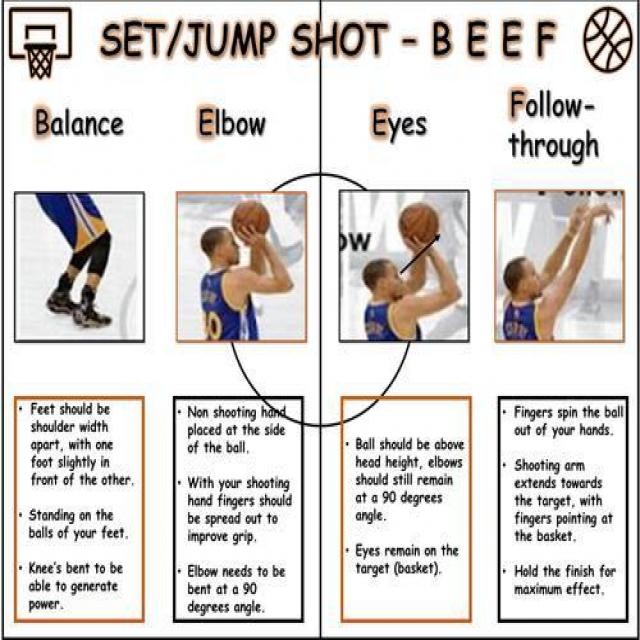 SET/JUMP SHOT - B E E F
Balance
Elbow
Eyes
Follow-
through
OW
Feet should be
shoulder width
apart, with one
foot slightly in
front of the other.
Standing on the
balls of your feet.
Knee's bent to be
able to generate
power.
Non shooting hand
placed at the side
of the ball.
With your shooting
hand fingers should
be spread out to
improve grip.
Elbow needs to be
bent at a 90
degrees angle.
Ball should be above
head height, elbows
should still remain
at a 90 degrees
angle.
Eyes remain on the
target (basket).
Fingers spin the ball
out of your hands.
Shooting arm
extends towards
the target, with
fingers pointing at
the basket.
Hold the finish for
maximum effect.